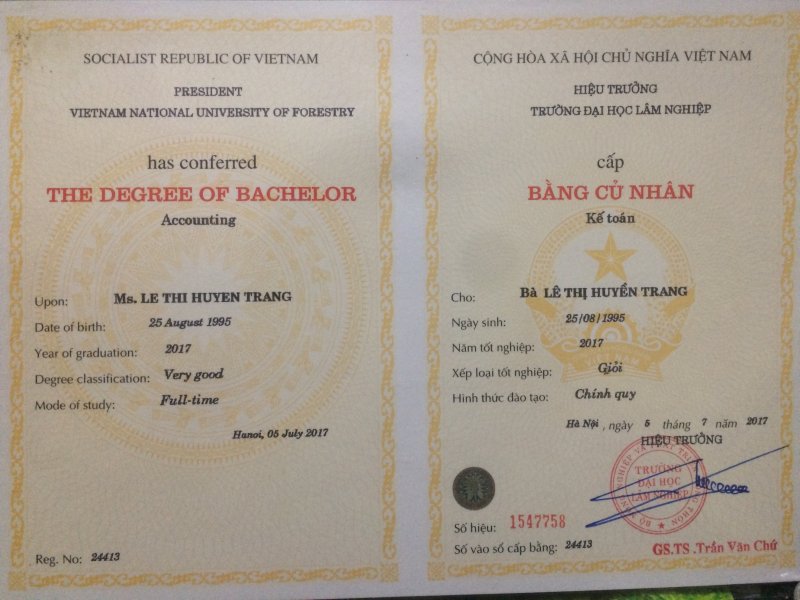 SOCIALIST REPUBLIC OF VIETNAM
PRESIDENT
VIETNAM NATIONAL UNIVERSITY OF FORESTRY
has conferred
THE DEGREE OF BACHELOR
Accounting
Upon: Ms. LE THI HUYEN TRANG
Date of birth: 25 August 1995
Year of graduation: 2017
Degree classification: Very good
Mode of study: Full-time
Hanoi, 05 July 2017
Reg. No: 24413
CỘNG HÒA XÃ HỘI CHỦ NGHĨA VIỆT NAM
HIỆU TRƯỞNG
TRƯỜNG ĐẠI HỌC LÂM NGHIỆP
cấp
BẰNG CỬ NHÂN
Kế toán
Cho: Bà LÊ THỊ HUYỀN TRANG
Ngày sinh: 25/08/1995
Năm tốt nghiệp: 2017
Xếp loại tốt nghiệp: Giỏi
Hình thức đào tạo: Chính quy
Hà Nội , ngày 5 tháng 7 năm 2017
HIỆU TRƯỞNG
TRƯỜNG
ĐẠI HỌC
LÂM NGHIỆP
Số hiệu: 1547758
Số vào sổ cấp bằng: 24413
GS.TS .Trần Văn Chứ